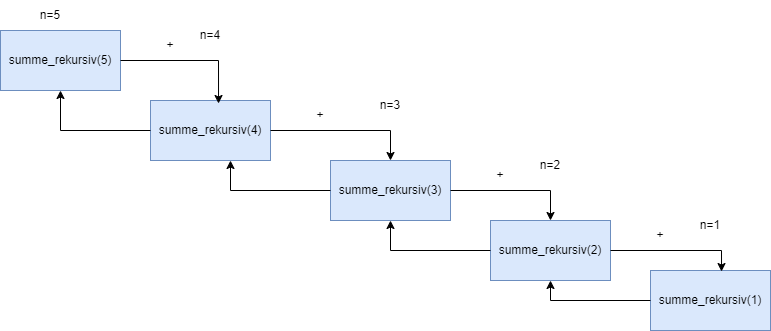 n=5
+
n=4
summe_rekursiv(5)
+
n=3
summe_rekursiv(4)
+
n=2
summe_rekursiv(3)
+
n=1
summe_rekursiv(2)
summe_rekursiv(1)